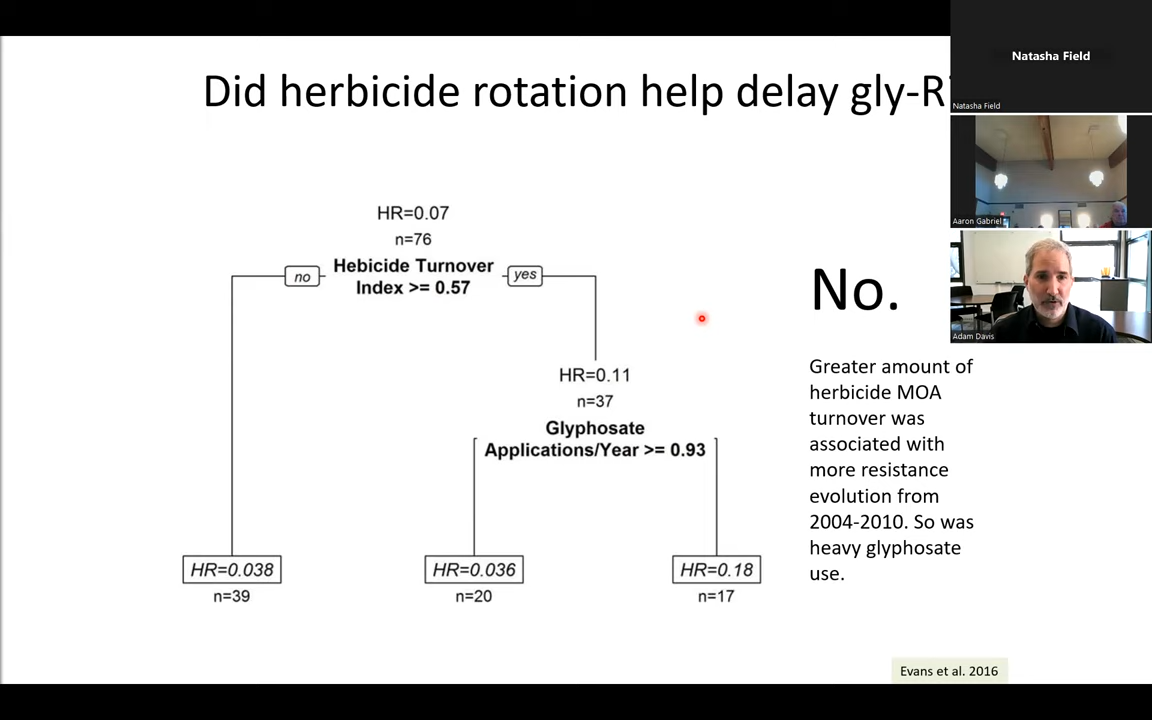 Did herbicide rotation help delay gly-R
Natasha Field
Natasha Field
Aaron Gabriel
Adam Davis
HR=0.07
n=76
Hebicide Turnover
Index >= 0.57
no
yes
HR=0.11
n=37
Glyphosate
Applications/Year >= 0.93
HR=0.038
n=39
HR=0.036
n=20
HR=0.18
n=17
No.
Greater amount of
herbicide MOA
turnover was
associated with
more resistance
evolution from
2004-2010. So was
heavy glyphosate
use.
Evans et al. 2016